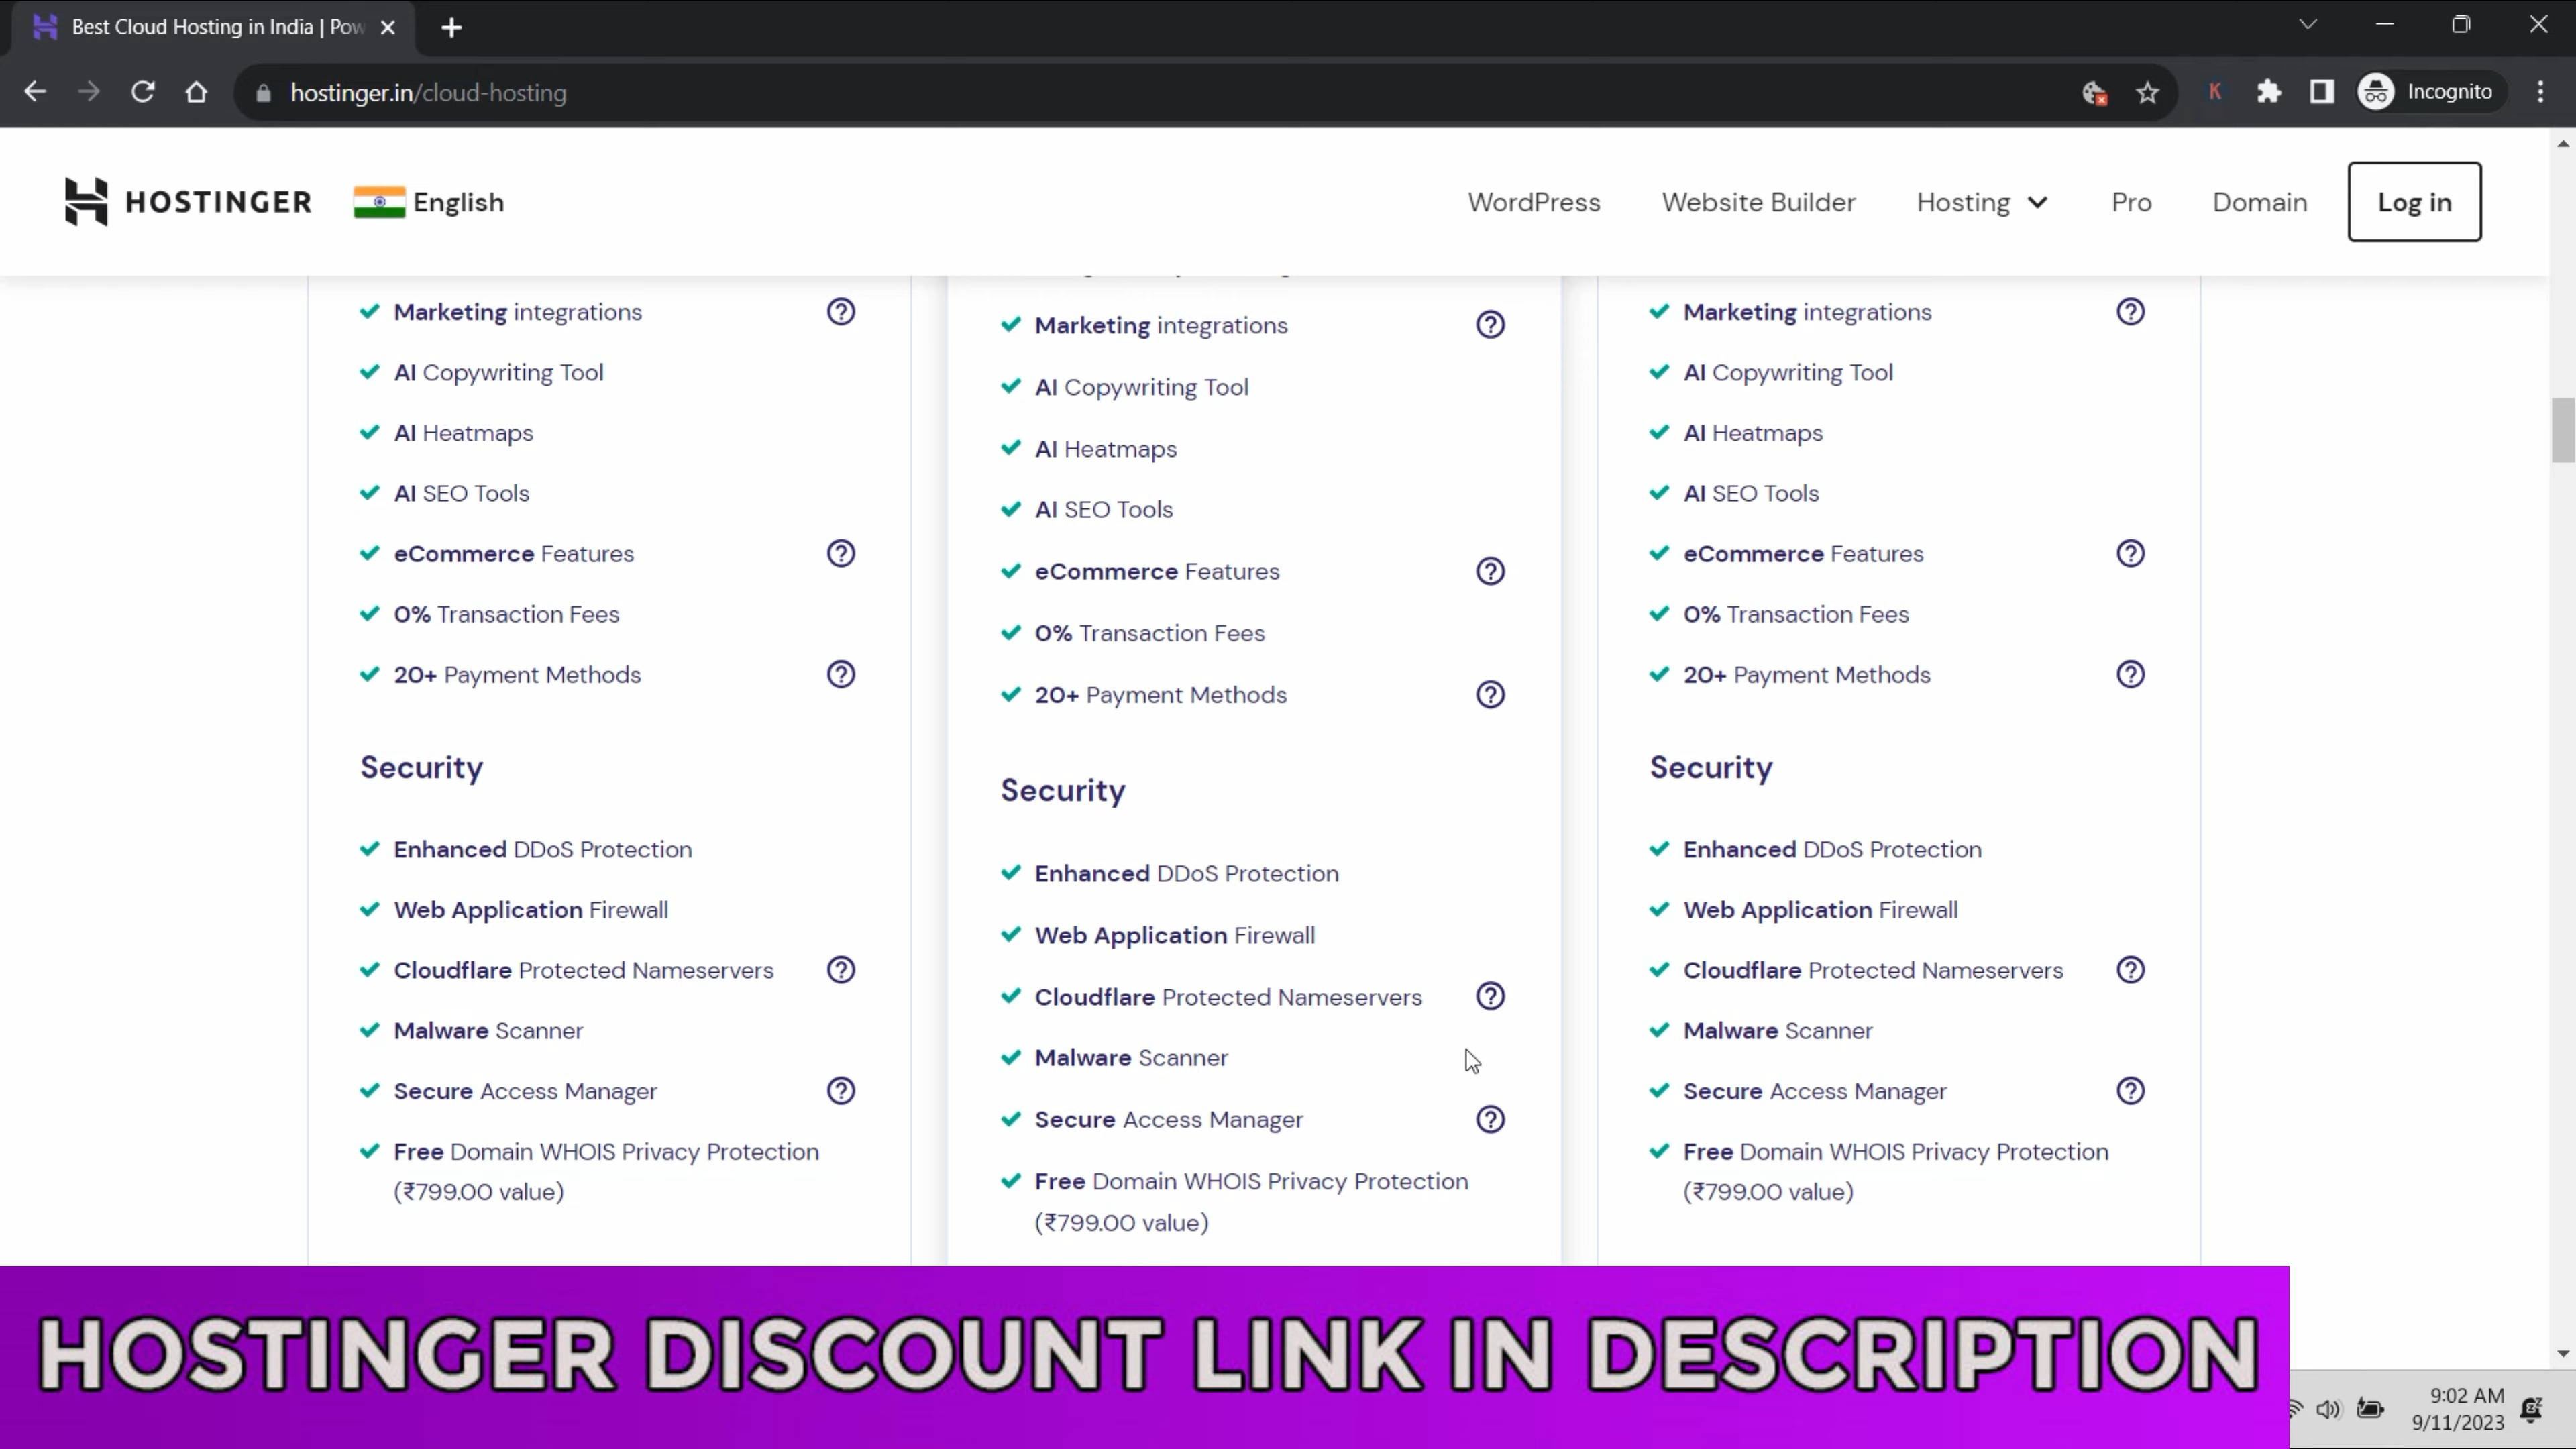 Best Cloud Hosting in India | Pow
hostinger.in/cloud-hosting
K
Incognito
HOSTINGER
English
WordPress
Website Builder
Hosting
Pro
Domain
Log in
Marketing integrations
AI Copywriting Tool
AI Heatmaps
AI SEO Tools
eCommerce Features
0% Transaction Fees
20+ Payment Methods
Security
Enhanced DDoS Protection
Web Application Firewall
Cloudflare Protected Nameservers
Malware Scanner
Secure Access Manager
Free Domain WHOIS Privacy Protection
(₹799.00 value)
Marketing integrations
AI Copywriting Tool
AI Heatmaps
AI SEO Tools
eCommerce Features
0% Transaction Fees
20+ Payment Methods
Security
Enhanced DDoS Protection
Web Application Firewall
Cloudflare Protected Nameservers
Malware Scanner
Secure Access Manager
Free Domain WHOIS Privacy Protection
(₹799.00 value)
Marketing integrations
AI Copywriting Tool
AI Heatmaps
AI SEO Tools
eCommerce Features
0% Transaction Fees
20+ Payment Methods
Security
Enhanced DDoS Protection
Web Application Firewall
Cloudflare Protected Nameservers
Malware Scanner
Secure Access Manager
Free Domain WHOIS Privacy Protection
(₹799.00 value)
HOSTINGER DISCOUNT LINK IN DESCRIPTION
9:02 AM
9/11/2023